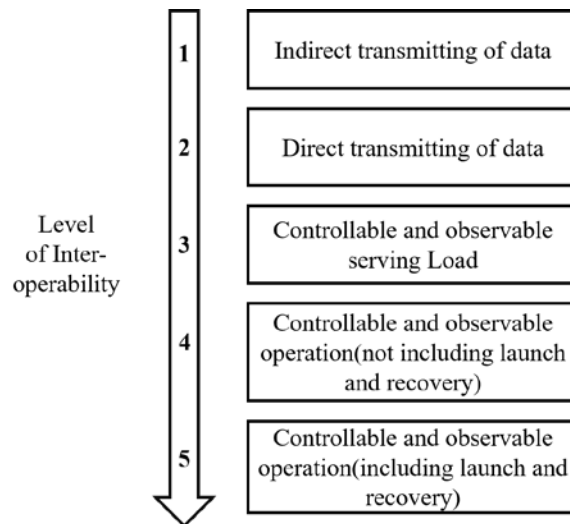 1
Indirect transmitting of data
2
Direct transmitting of data
Level
of Inter-
operability
3
Controllable and observable
serving Load
4
Controllable and observable
operation(not including launch
and recovery)
5
Controllable and observable
operation(including launch and
recovery)